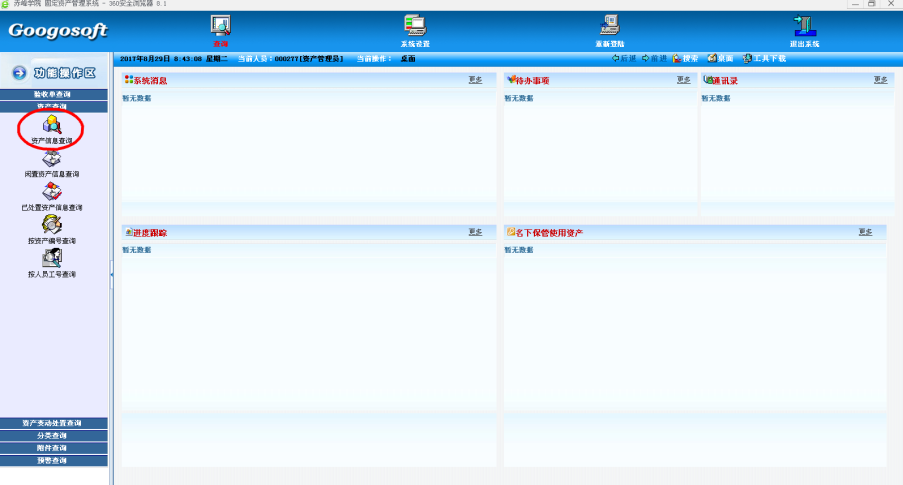 赤峰学院 固定资产管理系统 - 360安全浏览器 8.1
Googosoft
查询
系统设置
重新登陆
退出系统
2017年8月29日 8:43:08 星期二 当前人员：000277[资产管理员] 当前操作： 桌面
后退 前进 搜索 桌面 工具下载
功能操作区
验收单查询
资产查询
资产信息查询
闲置资产信息查询
已处置资产信息查询
按资产编号查询
按人员工号查询
资产变动处置查询
分类查询
附件查询
预警查询
系统消息 更多
暂无数据
待办事项 更多
暂无数据
通讯录 更多
暂无数据
进度跟踪 更多
暂无数据
名下保管使用资产 更多
暂无数据